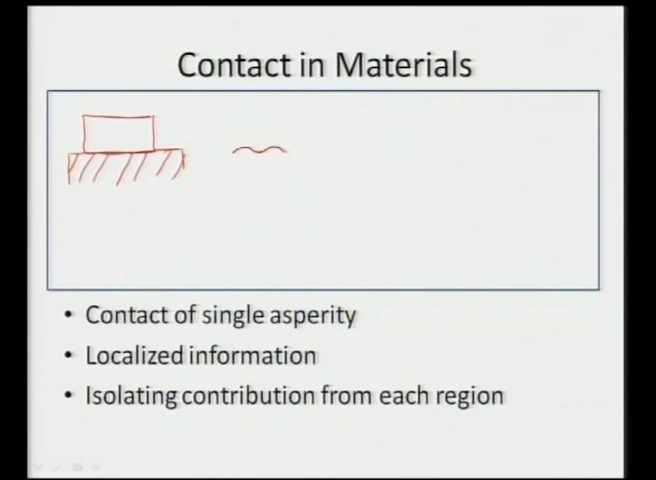 Contact in Materials
• Contact of single asperity
• Localized information
• Isolating contribution from each region